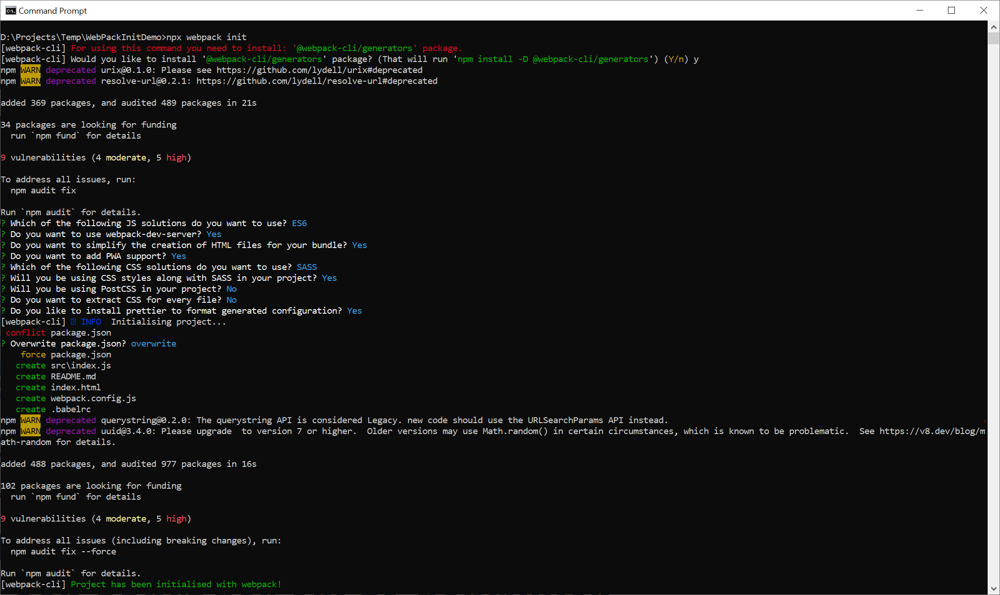 Command Prompt
D:\Projects\Temp\WebPackInitDemo>npx webpack init
[webpack-cli] For using this command you need to install: '@webpack-cli/generators' package.
[webpack-cli] Would you like to install '@webpack-cli/generators' package? (That will run 'npm install -D @webpack-cli/generators') (Y/n) y
npm WARN deprecated urix@0.1.0: Please see https://github.com/lydell/urix#deprecated
npm WARN deprecated resolve-url@0.2.1: https://github.com/lydell/resolve-url#deprecated
added 369 packages, and audited 489 packages in 21s
34 packages are looking for funding
  run `npm fund` for details
9 vulnerabilities (4 moderate, 5 high)
To address all issues, run:
  npm audit fix
Run `npm audit` for details.
? Which of the following JS solutions do you want to use? ES6
? Do you want to use webpack-dev-server? Yes
? Do you want to simplify the creation of HTML files for your bundle? Yes
? Do you want to add PWA support? Yes
? Which of the following CSS solutions do you want to use? SASS
? Will you be using CSS styles along with SASS in your project? Yes
? Will you be using PostCSS in your project? No
? Do you want to extract CSS for every file? No
? Do you like to install prettier to format generated configuration? Yes
[webpack-cli] ⍰ INFO  Initialising project...
 conflict package.json
? Overwrite package.json? overwrite
    force package.json
   create src\index.js
   create README.md
   create index.html
   create webpack.config.js
   create .babelrc
npm WARN deprecated querystring@0.2.0: The querystring API is considered Legacy. new code should use the URLSearchParams API instead.
npm WARN deprecated uuid@3.4.0: Please upgrade  to version 7 or higher.  Older versions may use Math.random() in certain circumstances, which is known to be problematic.  See https://v8.dev/blog/m
ath-random for details.
added 488 packages, and audited 977 packages in 16s
102 packages are looking for funding
  run `npm fund` for details
9 vulnerabilities (4 moderate, 5 high)
To address all issues (including breaking changes), run:
  npm audit fix --force
Run `npm audit` for details.
[webpack-cli] Project has been initialised with webpack!